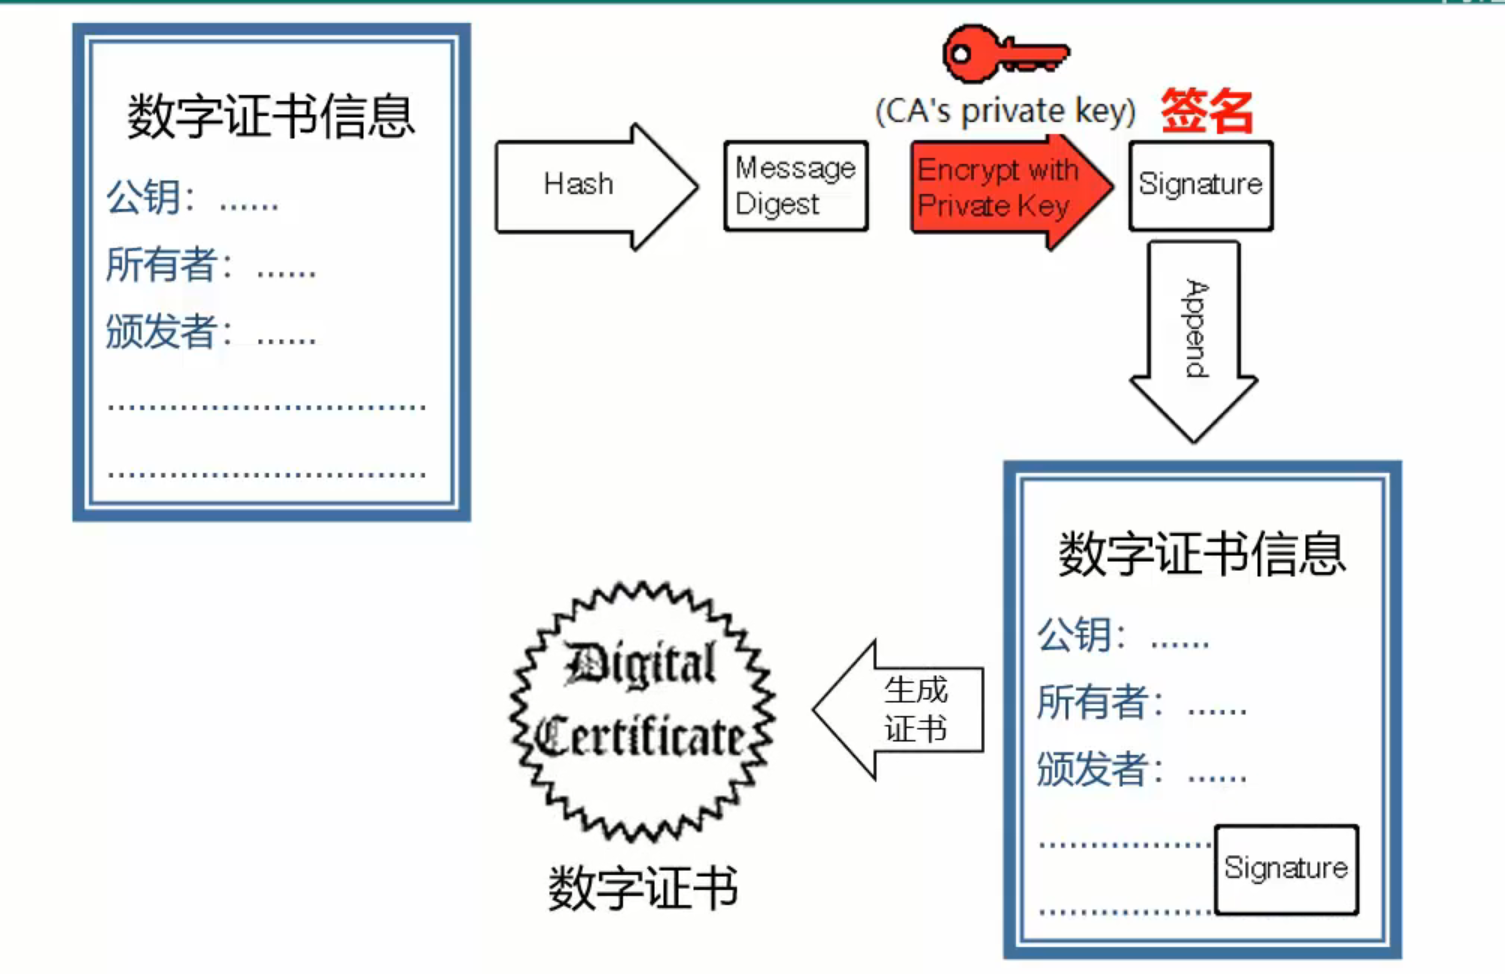 数字证书信息
公钥：......
所有者：......
颁发者：......
Hash
Message
Digest
(CA's private key)
签名
Encrypt with
Private Key
Signature
Append
数字证书信息
公钥：......
所有者：......
颁发者：......
Signature
生成
证书
Digital
Certificate
数字证书